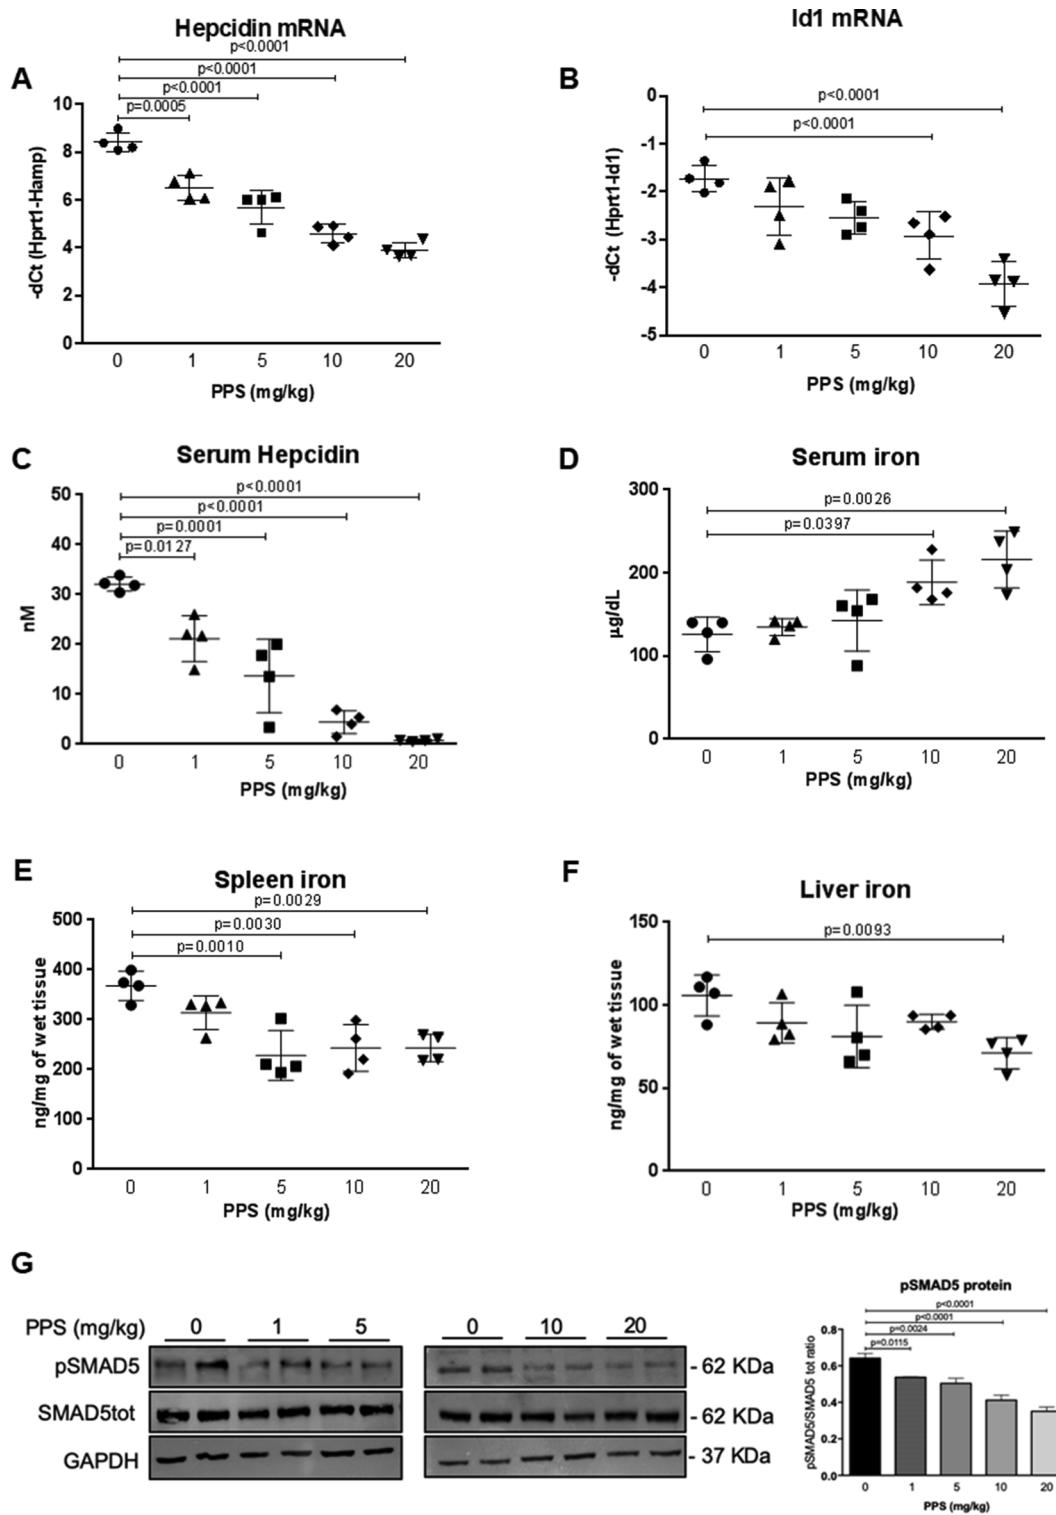 Hepcidin mRNA
A
p<0.0001
p<0.0001
p<0.0001
p=0.0005
-dCt (Hprt1-Hamp)
10
8
6
4
2
0
0 1 5 10 20
PPS (mg/kg)
Id1 mRNA
B
p<0.0001
p<0.0001
-dCt (Hprt1-Id1)
0
-1
-2
-3
-4
-5
0 1 5 10 20
PPS (mg/kg)
C
Serum Hepcidin
p<0.0001
p<0.0001
p=0.0001
p=0.0127
nM
50
40
30
20
10
0
0 1 5 10 20
PPS (mg/kg)
D
Serum iron
p=0.0026
p=0.0397
µg/dL
300
200
100
0
0 1 5 10 20
PPS (mg/kg)
E
Spleen iron
p=0.0029
p=0.0030
p=0.0010
ng/mg of wet tissue
500
400
300
200
100
0
0 1 5 10 20
PPS (mg/kg)
F
Liver iron
p=0.0093
ng/mg of wet tissue
150
100
50
0
0 1 5 10 20
PPS (mg/kg)
G
PPS (mg/kg) 0 1 5 0 10 20
pSMAD5 - 62 KDa
SMAD5tot - 62 KDa
GAPDH - 37 KDa
pSMAD5 protein
p<0.0001
p<0.0001
p=0.0024
p=0.0115
pSMAD5/SMAD5 tot ratio
0.8
0.6
0.4
0.2
0.0
0 1 5 10 20
PPS (mg/kg)